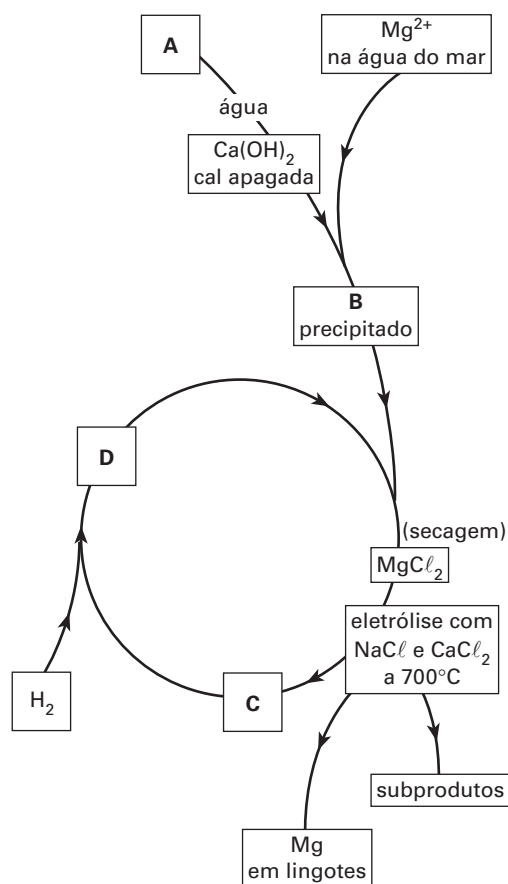 A
Mg2+
na água do mar
água
Ca(OH)2
cal apagada
B
precipitado
D
(secagem)
MgCℓ2
eletrólise com
NaCℓ e CaCℓ2
a 700°C
H2
C
subprodutos
Mg
em lingotes